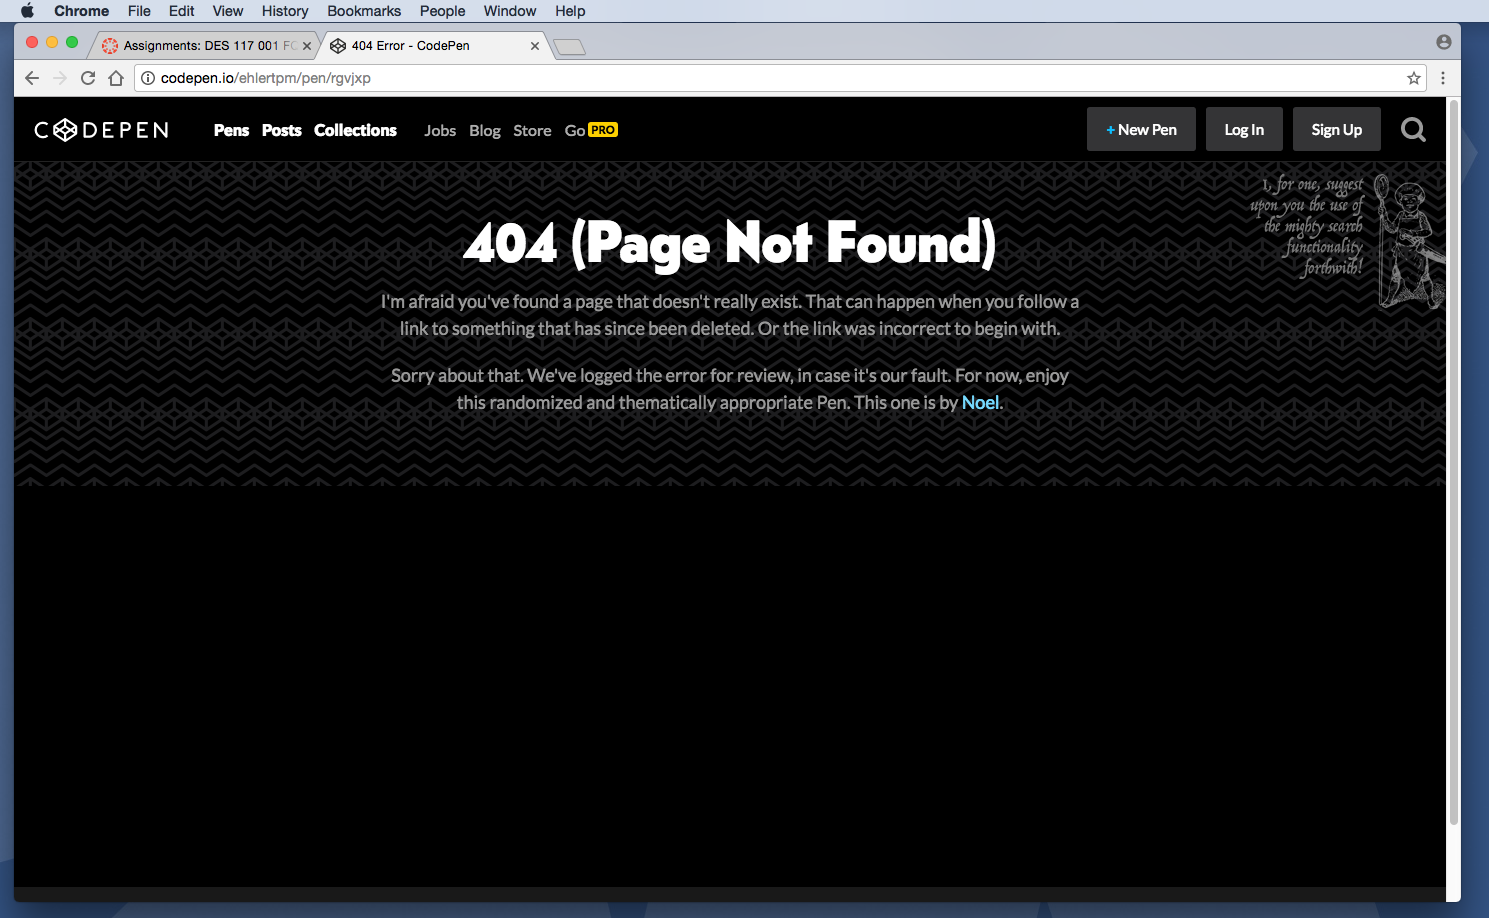 Chrome File Edit View History Bookmarks People Window Help
Assignments: DES 117 001 FC
404 Error - CodePen
codepen.io/ehlertpm/pen/rgvjxp
CODEPEN Pens Posts Collections Jobs Blog Store Go PRO + New Pen Log In Sign Up
I, for one, suggest
upon you the use of
the mighty search
functionality
forthwith!
404 (Page Not Found)
I'm afraid you've found a page that doesn't really exist. That can happen when you follow a
link to something that has since been deleted. Or the link was incorrect to begin with.
Sorry about that. We've logged the error for review, in case it's our fault. For now, enjoy
this randomized and thematically appropriate Pen. This one is by Noel.